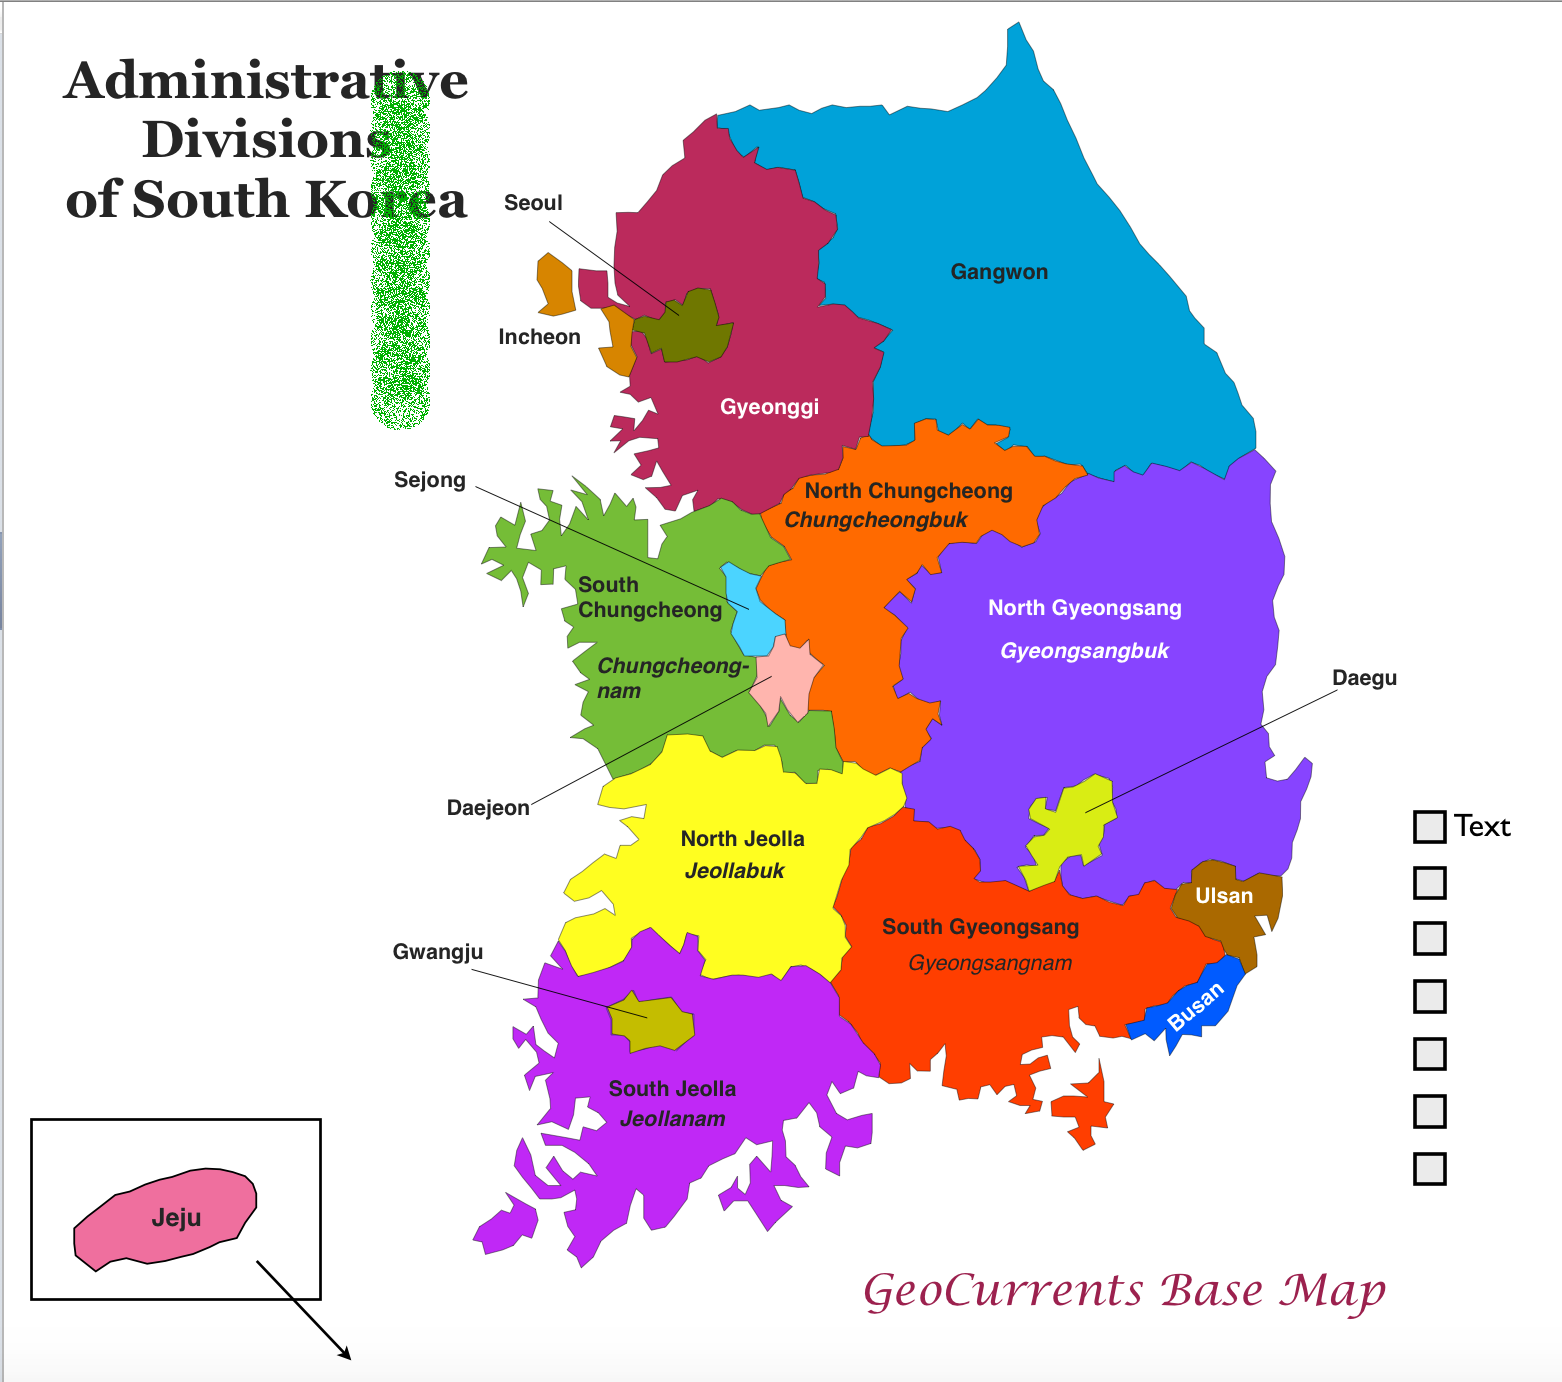 Administrative
Divisions
of South Korea
Seoul
Gangwon
Incheon
Gyeonggi
Sejong
North Chungcheong
Chungcheongbuk
South
Chungcheong
North Gyeongsang
Gyeongsangbuk
Chungcheong-
nam
Daegu
Daejeon
Text
North Jeolla
Jeollabuk
Ulsan
South Gyeongsang
Gyeongsangnam
Gwangju
Busan
South Jeolla
Jeollanam
Jeju
GeoCurrents Base Map